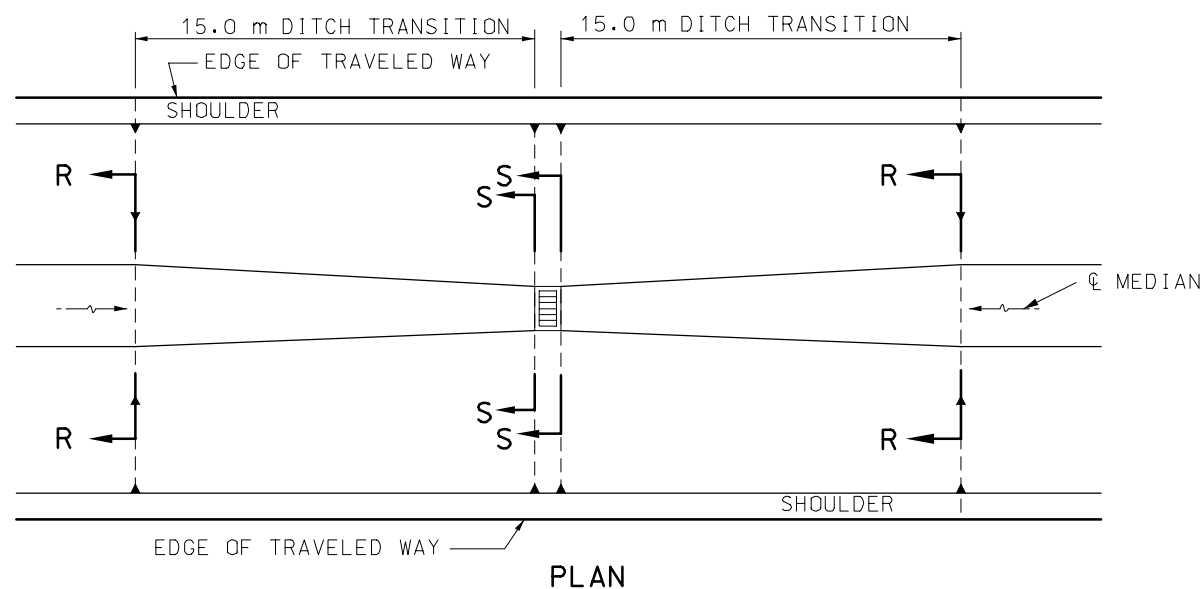 15.0 m DITCH TRANSITION
15.0 m DITCH TRANSITION
EDGE OF TRAVELED WAY
SHOULDER
R
S
S
R
℄ MEDIAN
R
S
S
R
SHOULDER
EDGE OF TRAVELED WAY
PLAN